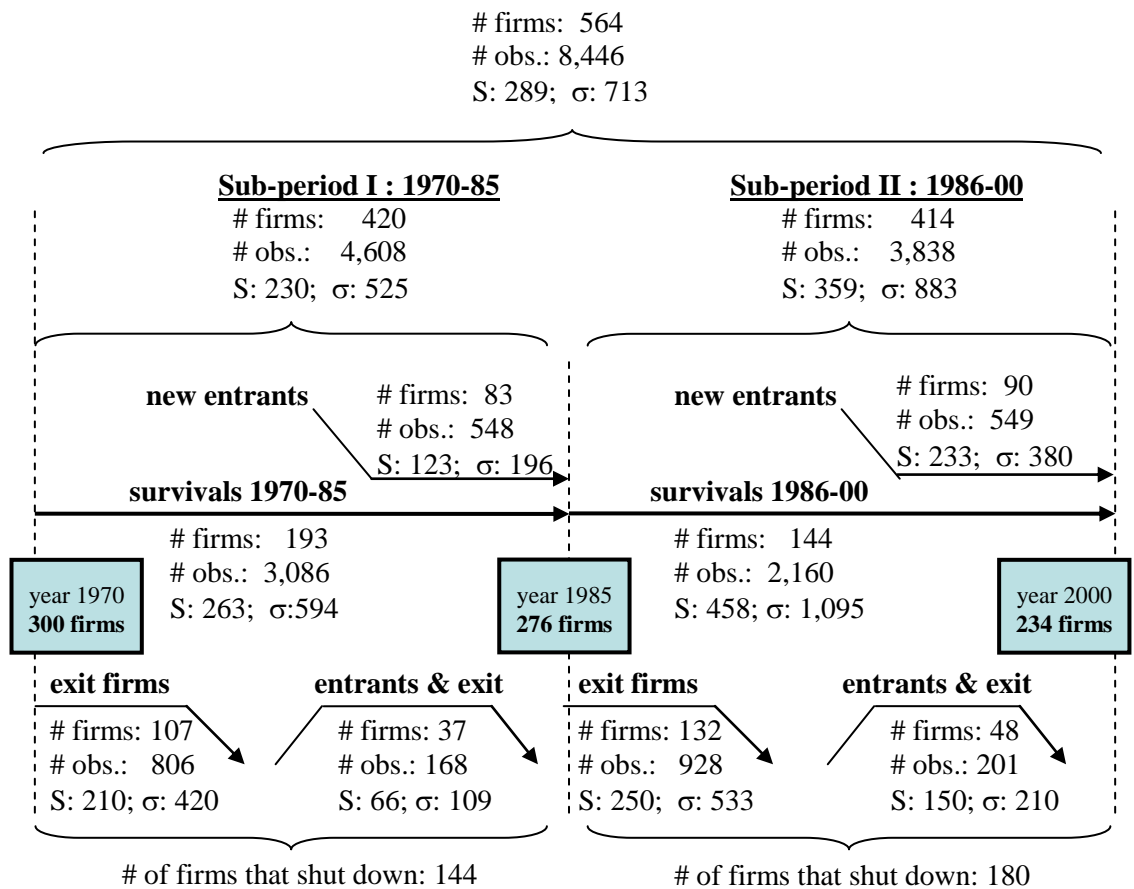 # firms: 564
# obs.: 8,446
S: 289; σ: 713
Sub-period I : 1970-85
# firms: 420
# obs.: 4,608
S: 230; σ: 525
Sub-period II : 1986-00
# firms: 414
# obs.: 3,838
S: 359; σ: 883
new entrants
# firms: 83
# obs.: 548
S: 123; σ: 196
new entrants
# firms: 90
# obs.: 549
S: 233; σ: 380
survivals 1970-85
# firms: 193
# obs.: 3,086
S: 263; σ:594
survivals 1986-00
# firms: 144
# obs.: 2,160
S: 458; σ: 1,095
year 1970
300 firms
year 1985
276 firms
year 2000
234 firms
exit firms
# firms: 107
# obs.: 806
S: 210; σ: 420
entrants & exit
# firms: 37
# obs.: 168
S: 66; σ: 109
exit firms
# firms: 132
# obs.: 928
S: 250; σ: 533
entrants & exit
# firms: 48
# obs.: 201
S: 150; σ: 210
# of firms that shut down: 144
# of firms that shut down: 180